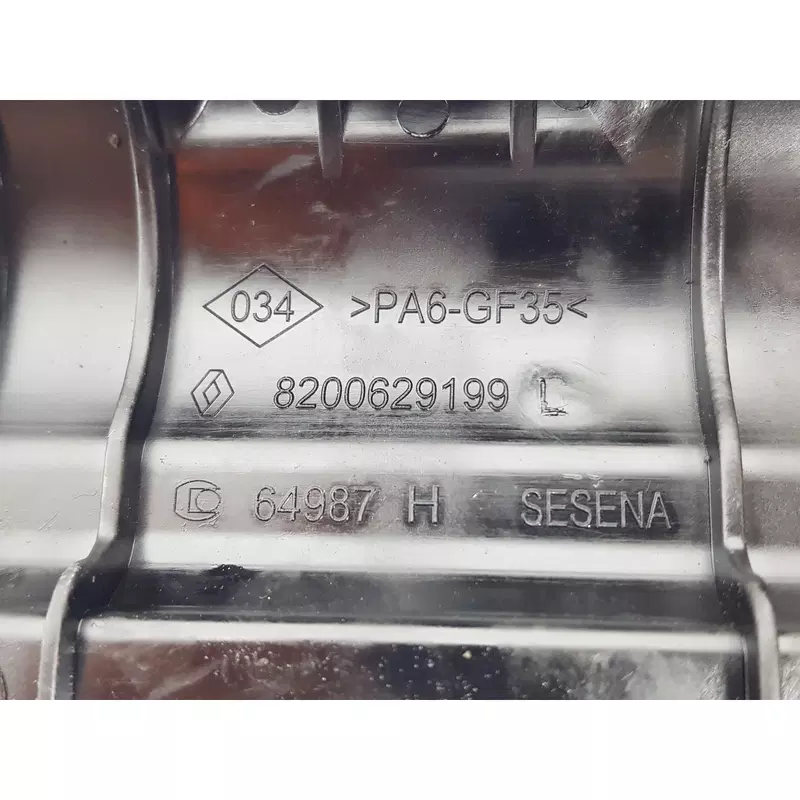 034 >PA6-GF35<
8200629199 L
64987 H SESENA